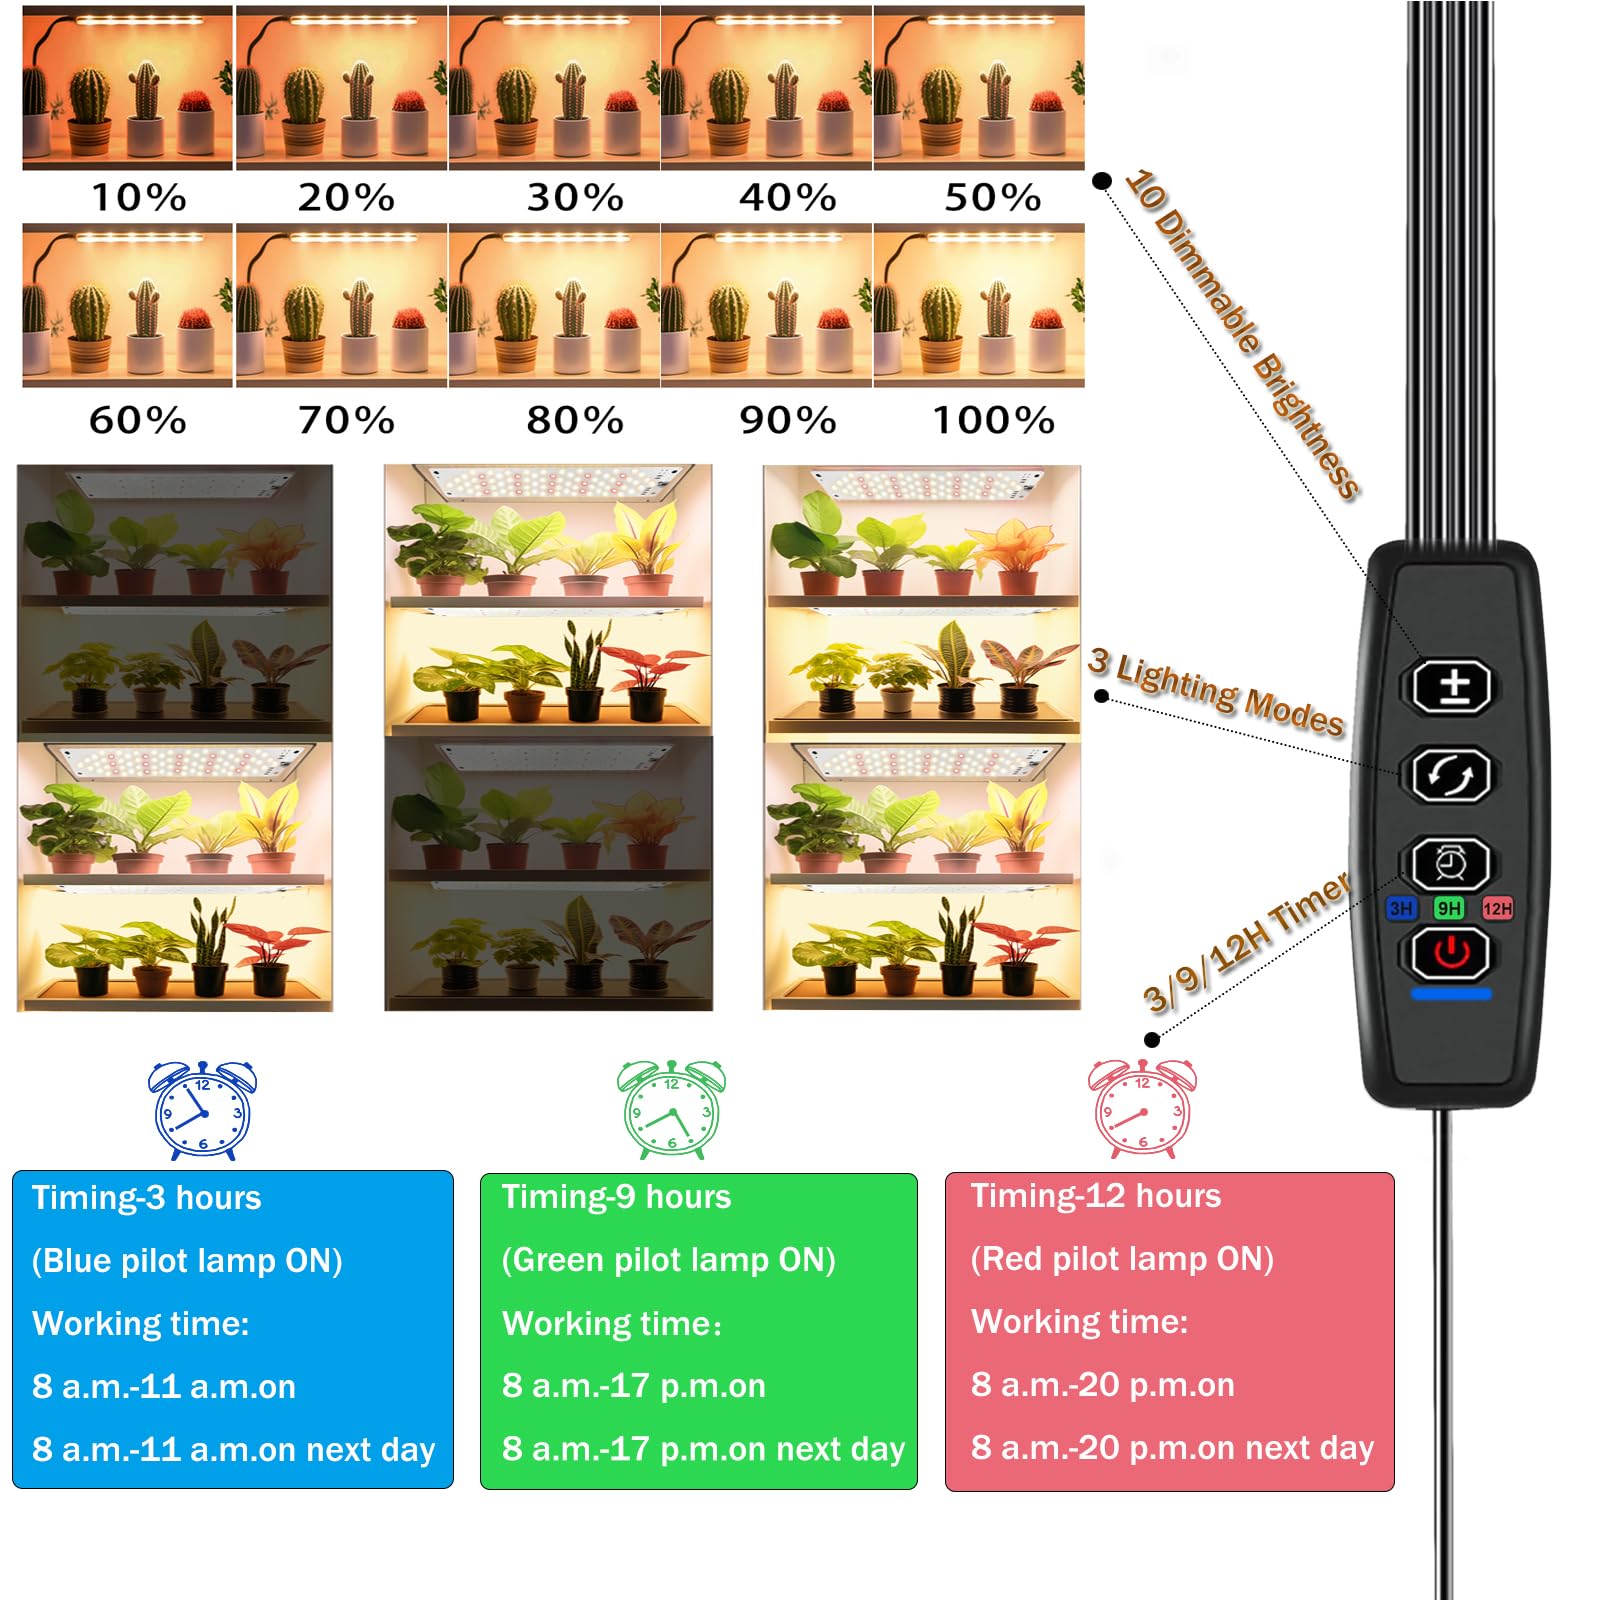 10% 20% 30% 40% 50%
60% 70% 80% 90% 100%
10 Dimmable Brightness
3 Lighting Modes
3/9/12H Timer
3H 9H 12H
12
9 3
6
12
9 3
6
12
9 3
6
Timing-3 hours
(Blue pilot lamp ON)
Working time:
8 a.m.-11 a.m.on
8 a.m.-11 a.m.on next day
Timing-9 hours
(Green pilot lamp ON)
Working time:
8 a.m.-17 p.m.on
8 a.m.-17 p.m.on next day
Timing-12 hours
(Red pilot lamp ON)
Working time:
8 a.m.-20 p.m.on
8 a.m.-20 p.m.on next day